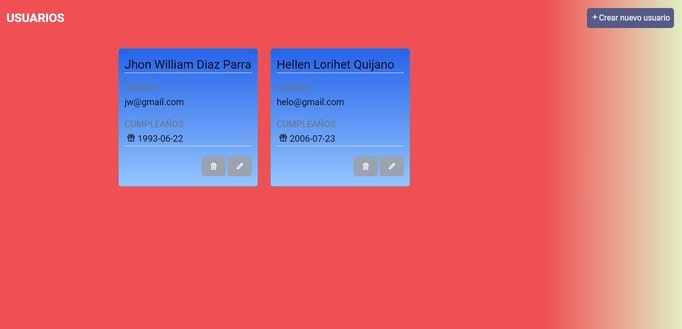 USUARIOS
+ Crear nuevo usuario
Jhon William Diaz Parra
CORREO
jw@gmail.com
CUMPLEAÑOS
1993-06-22
Hellen Lorihet Quijano
CORREO
helo@gmail.com
CUMPLEAÑOS
2006-07-23